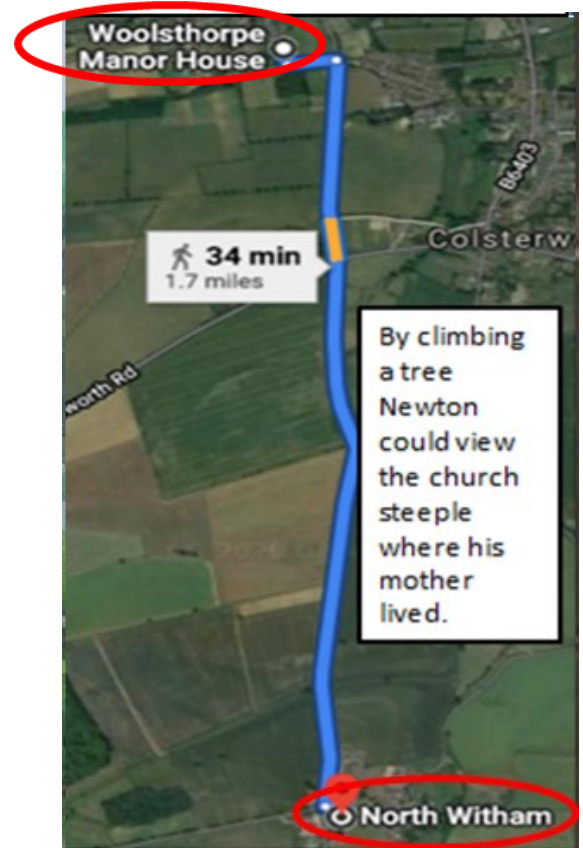 Woolsthorpe
Manor House
B6403
Colsterw
34 min
1.7 miles
worth Rd
By climbing
a tree
Newton
could view
the church
steeple
where his
mother
lived.
North Witham